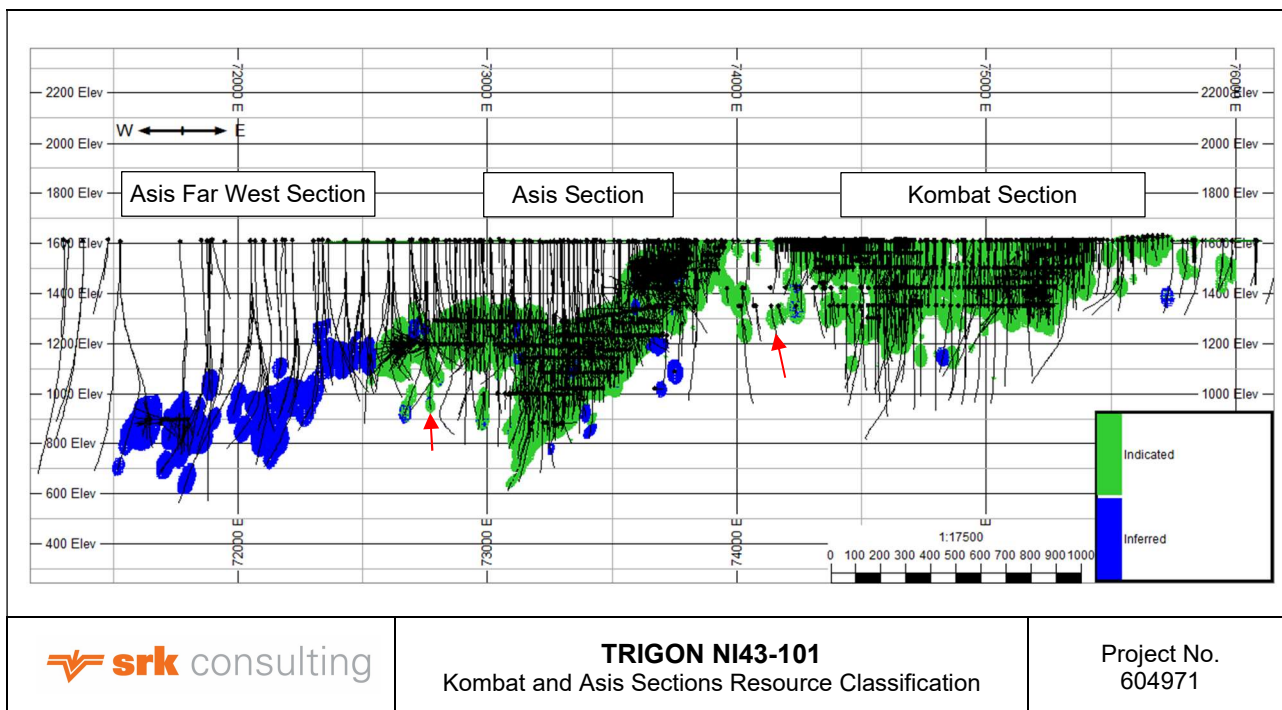 72000 E 73000 E 74000 E 75000 E 76000 E
2200 Elev 2200 Elev
W E
2000 Elev 2000 Elev
Asis Far West Section Asis Section Kombat Section
1800 Elev 1800 Elev
1600 Elev 1600 Elev
1400 Elev 1400 Elev
1200 Elev 1200 Elev
1000 Elev 1000 Elev
800 Elev
600 Elev
400 Elev
72000 E 73000 E 74000 E E
Indicated
Inferred
1:17500
0 100 200 300 400 500 600 700 800 900 1000
srk consulting
TRIGON NI43-101
Kombat and Asis Sections Resource Classification
Project No.
604971